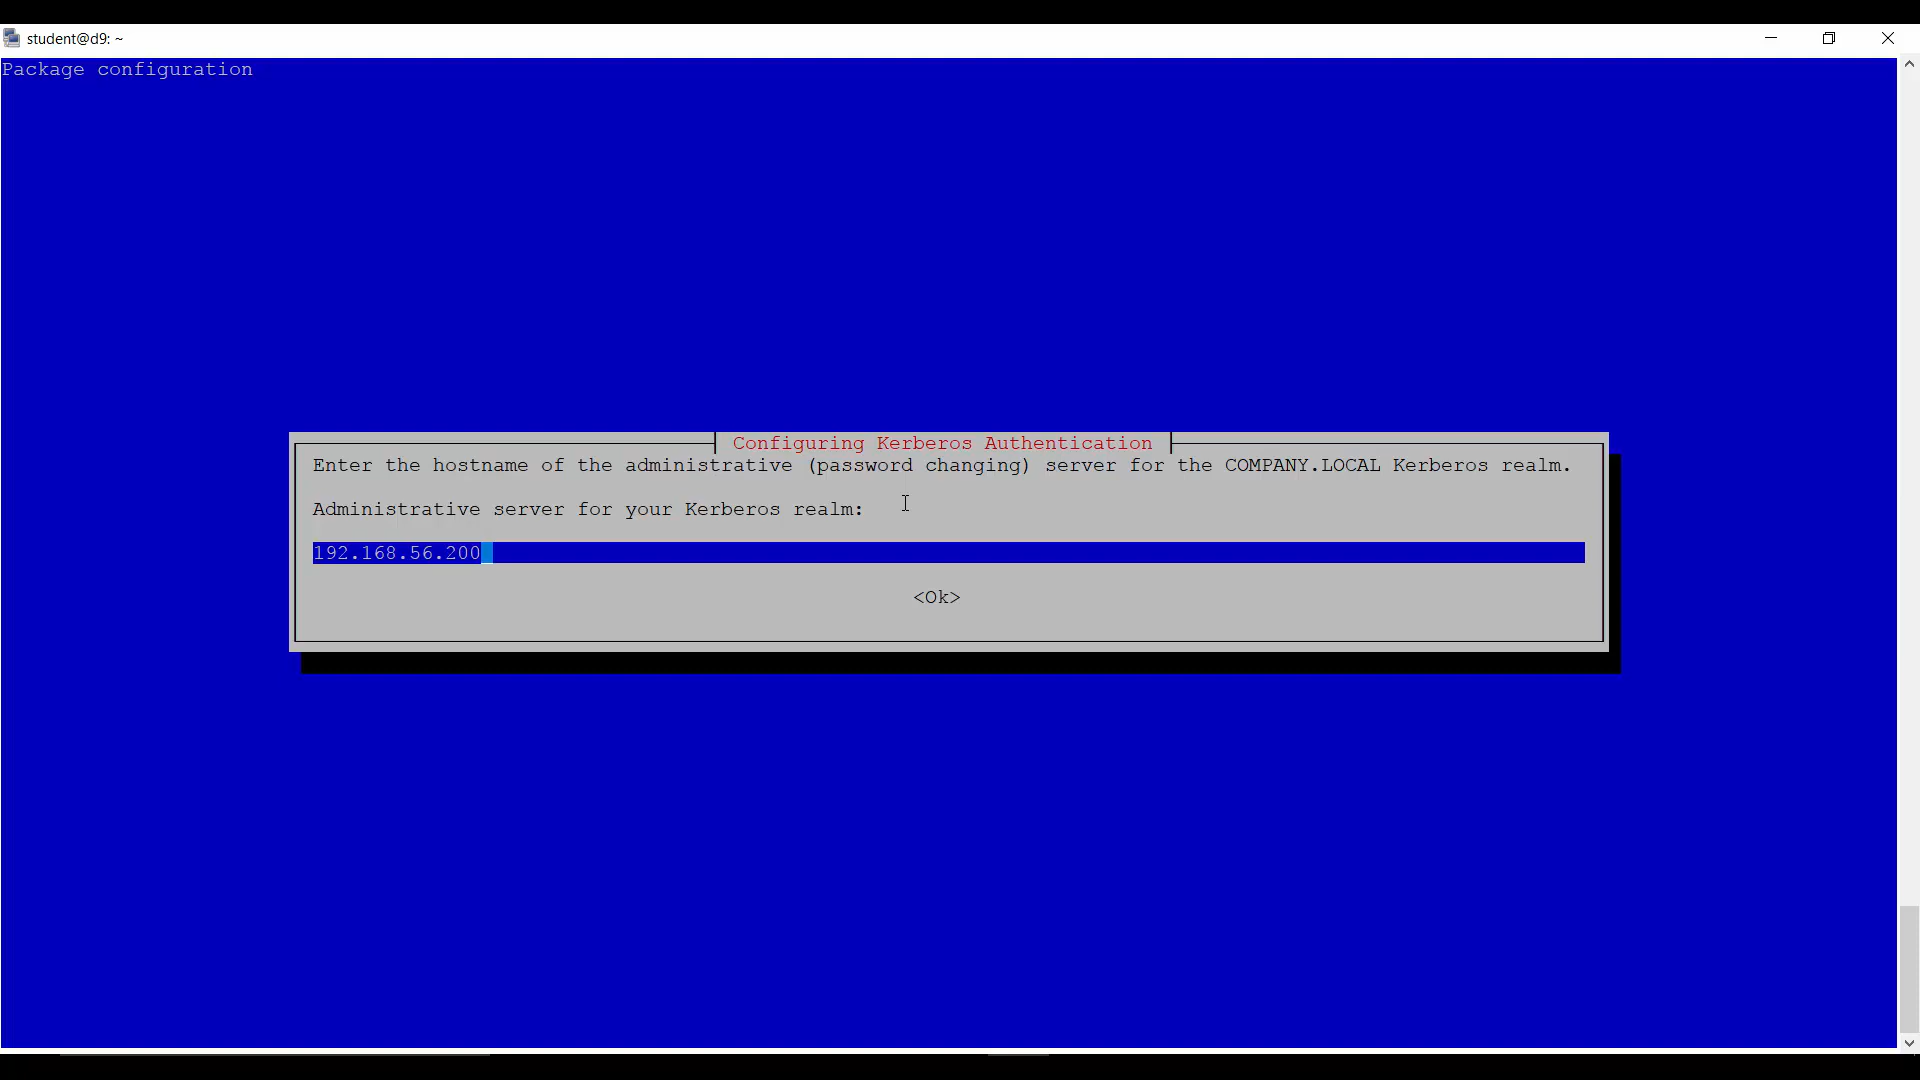 student@d9: ~
Package configuration
Configuring Kerberos Authentication
Enter the hostname of the administrative (password changing) server for the COMPANY.LOCAL Kerberos realm.
Administrative server for your Kerberos realm:
192.168.56.200
<Ok>